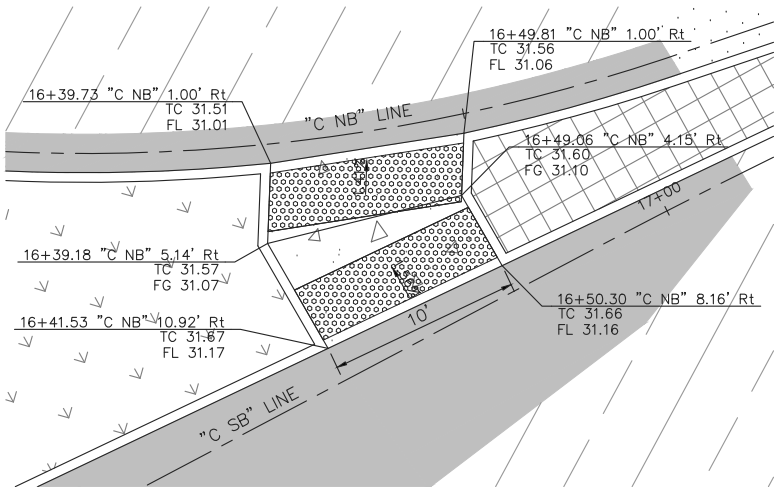 16+49.81 "C NB" 1.00' Rt
TC 31.56
FL 31.06
16+39.73 "C NB" 1.00' Rt
TC 31.51
FL 31.01
"C NB" LINE
16+49.06 "C NB" 4.15' Rt
TC 31.60
FG 31.10
17+00
16+39.18 "C NB" 5.14' Rt
TC 31.57
FG 31.07
16+50.30 "C NB" 8.16' Rt
TC 31.66
FL 31.16
16+41.53 "C NB" 10.92' Rt
TC 31.67
FL 31.17
10'
"C SB" LINE